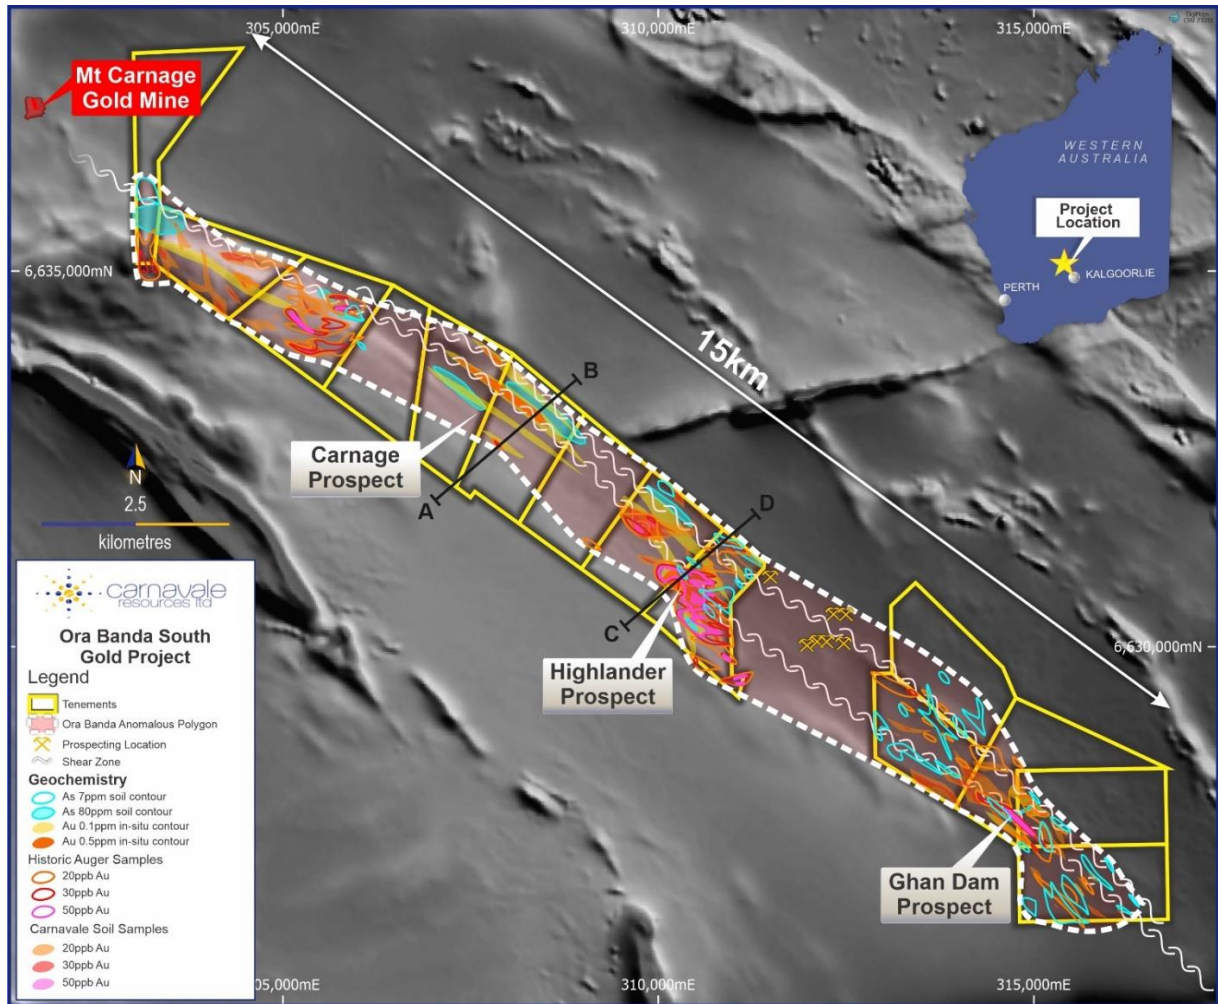 305,000mE
310,000mE
315,000mE
DigiMaps
Mt Carnage
Gold Mine
WESTERN
AUSTRALIA
Project
Location
KALGOORLIE
PERTH
6,635,000mN
15km
B
Carnage
Prospect
A
N
2.5
kilometres
D
C
Highlander
Prospect
6,630,000mN
Ghan Dam
Prospect
carnavale
resources ltd
Ora Banda South
Gold Project
Legend
Tenements
Ora Banda Anomalous Polygon
Prospecting Location
Shear Zone
Geochemistry
As 7ppm soil contour
As 80ppm soil contour
Au 0.1ppm in-situ contour
Au 0.5ppm in-situ contour
Historic Auger Samples
20ppb Au
30ppb Au
50ppb Au
Carnavale Soil Samples
20ppb Au
30ppb Au
50ppb Au
05,000mE
310,000mE
315,000mE